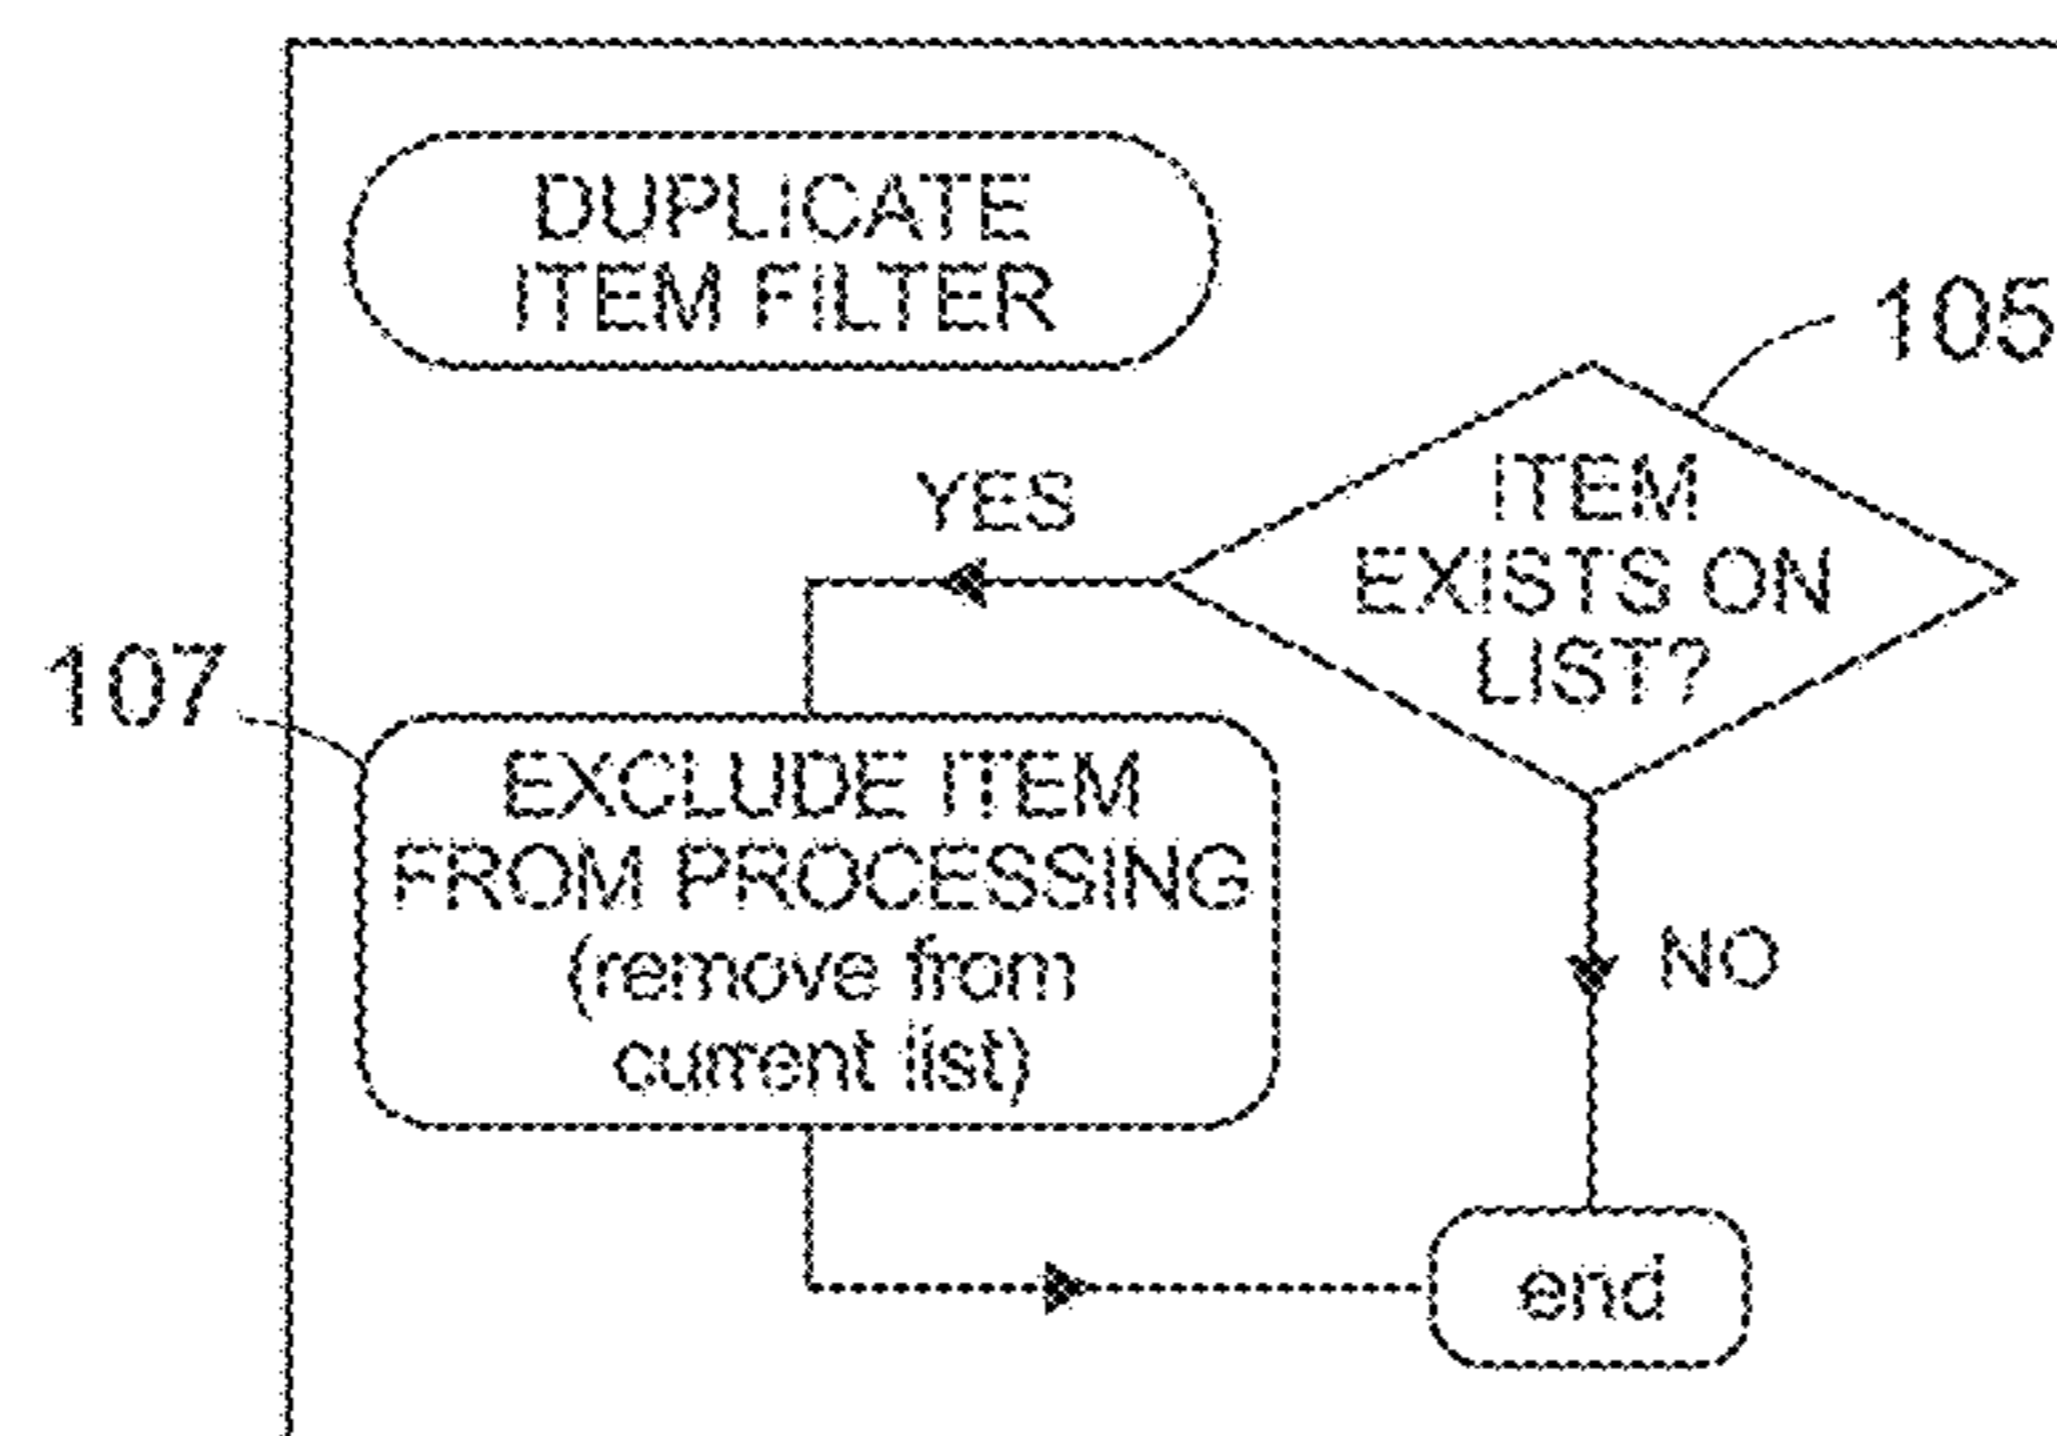 DUPLICATE
ITEM FILTER
105
ITEM
EXISTS ON
LIST?
YES
107
EXCLUDE ITEM
FROM PROCESSING
(remove from
current list)
NO
end